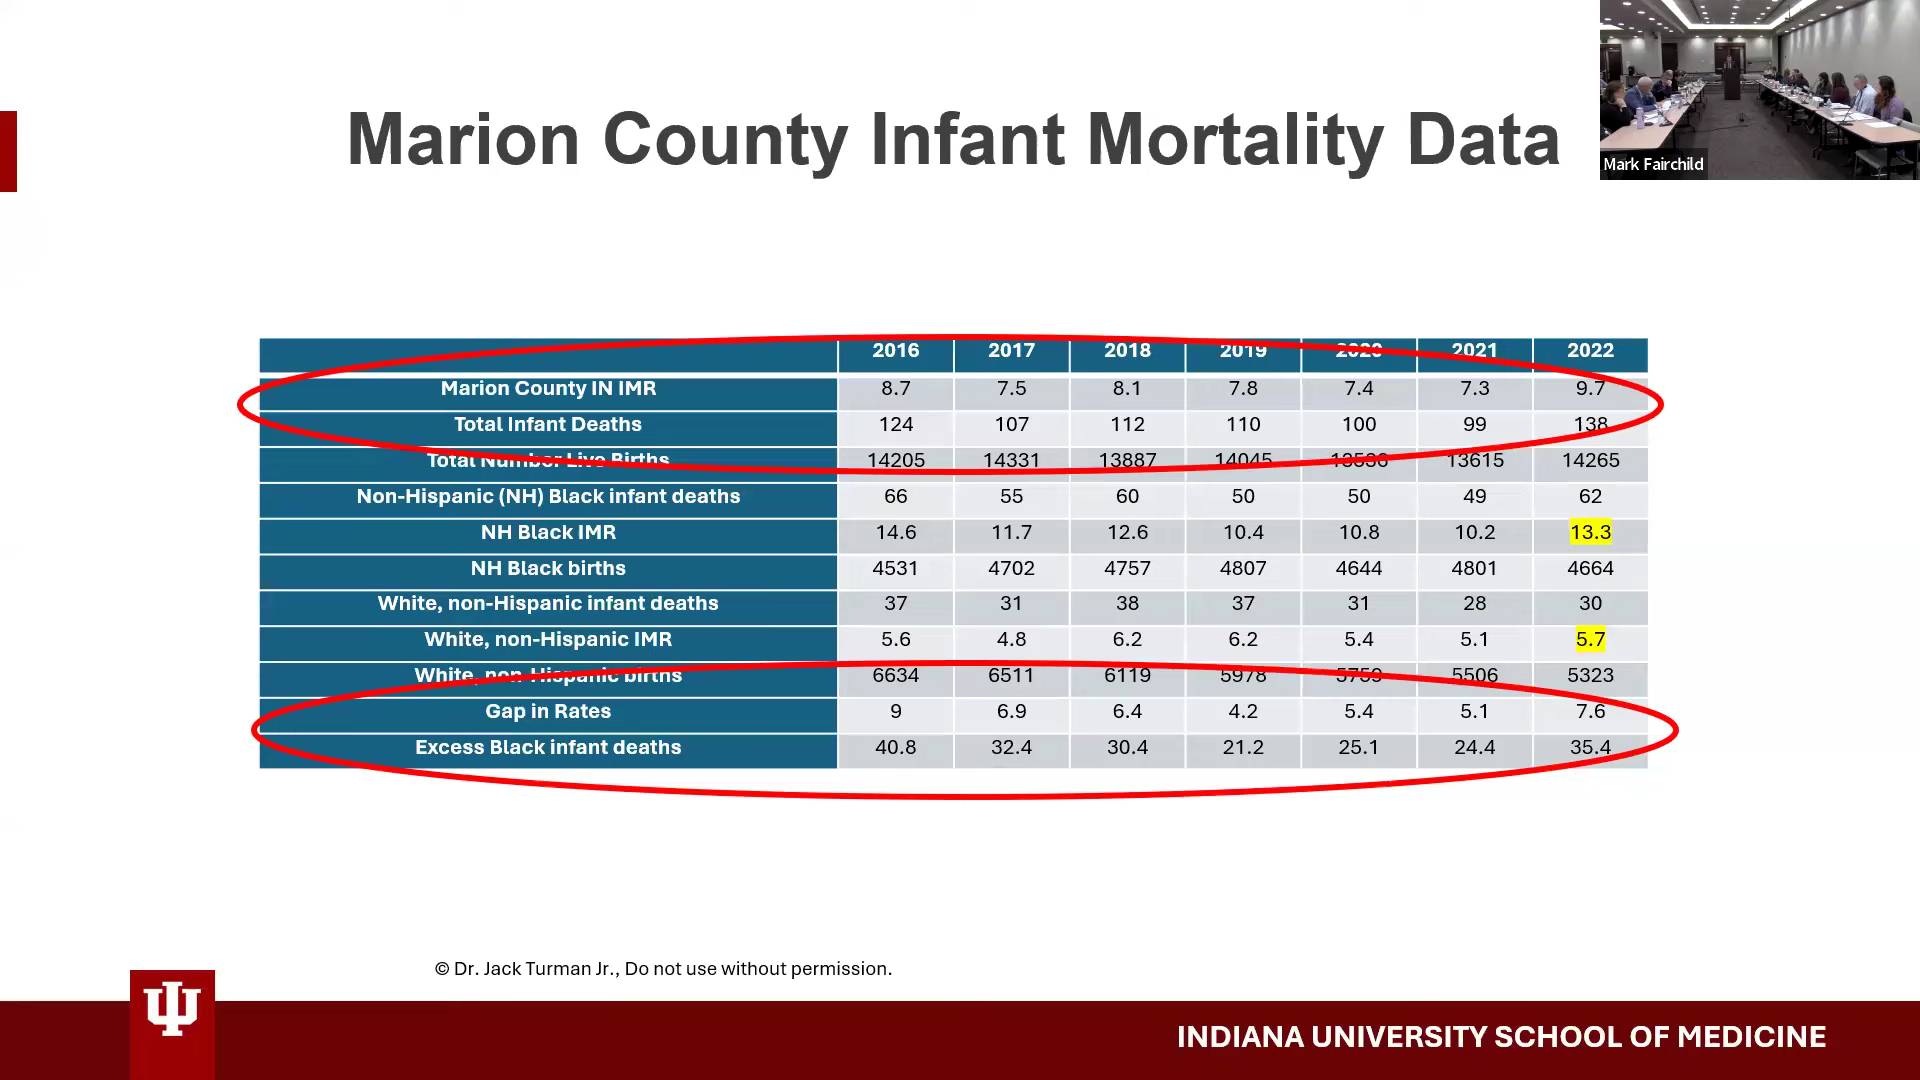 Marion County Infant Mortality Data
Mark Fairchild
2016 2017 2018 2019 2020 2021 2022
Marion County IN IMR 8.7 7.5 8.1 7.8 7.4 7.3 9.7
Total Infant Deaths 124 107 112 110 100 99 138
Total Number Live Births 14205 14331 13887 14045 13536 13615 14265
Non-Hispanic (NH) Black infant deaths 66 55 60 50 50 49 62
NH Black IMR 14.6 11.7 12.6 10.4 10.8 10.2 13.3
NH Black births 4531 4702 4757 4807 4644 4801 4664
White, non-Hispanic infant deaths 37 31 38 37 31 28 30
White, non-Hispanic IMR 5.6 4.8 6.2 6.2 5.4 5.1 5.7
White, non-Hispanic births 6634 6511 6119 5978 5759 5506 5323
Gap in Rates 9 6.9 6.4 4.2 5.4 5.1 7.6
Excess Black infant deaths 40.8 32.4 30.4 21.2 25.1 24.4 35.4
© Dr. Jack Turman Jr., Do not use without permission.
INDIANA UNIVERSITY SCHOOL OF MEDICINE